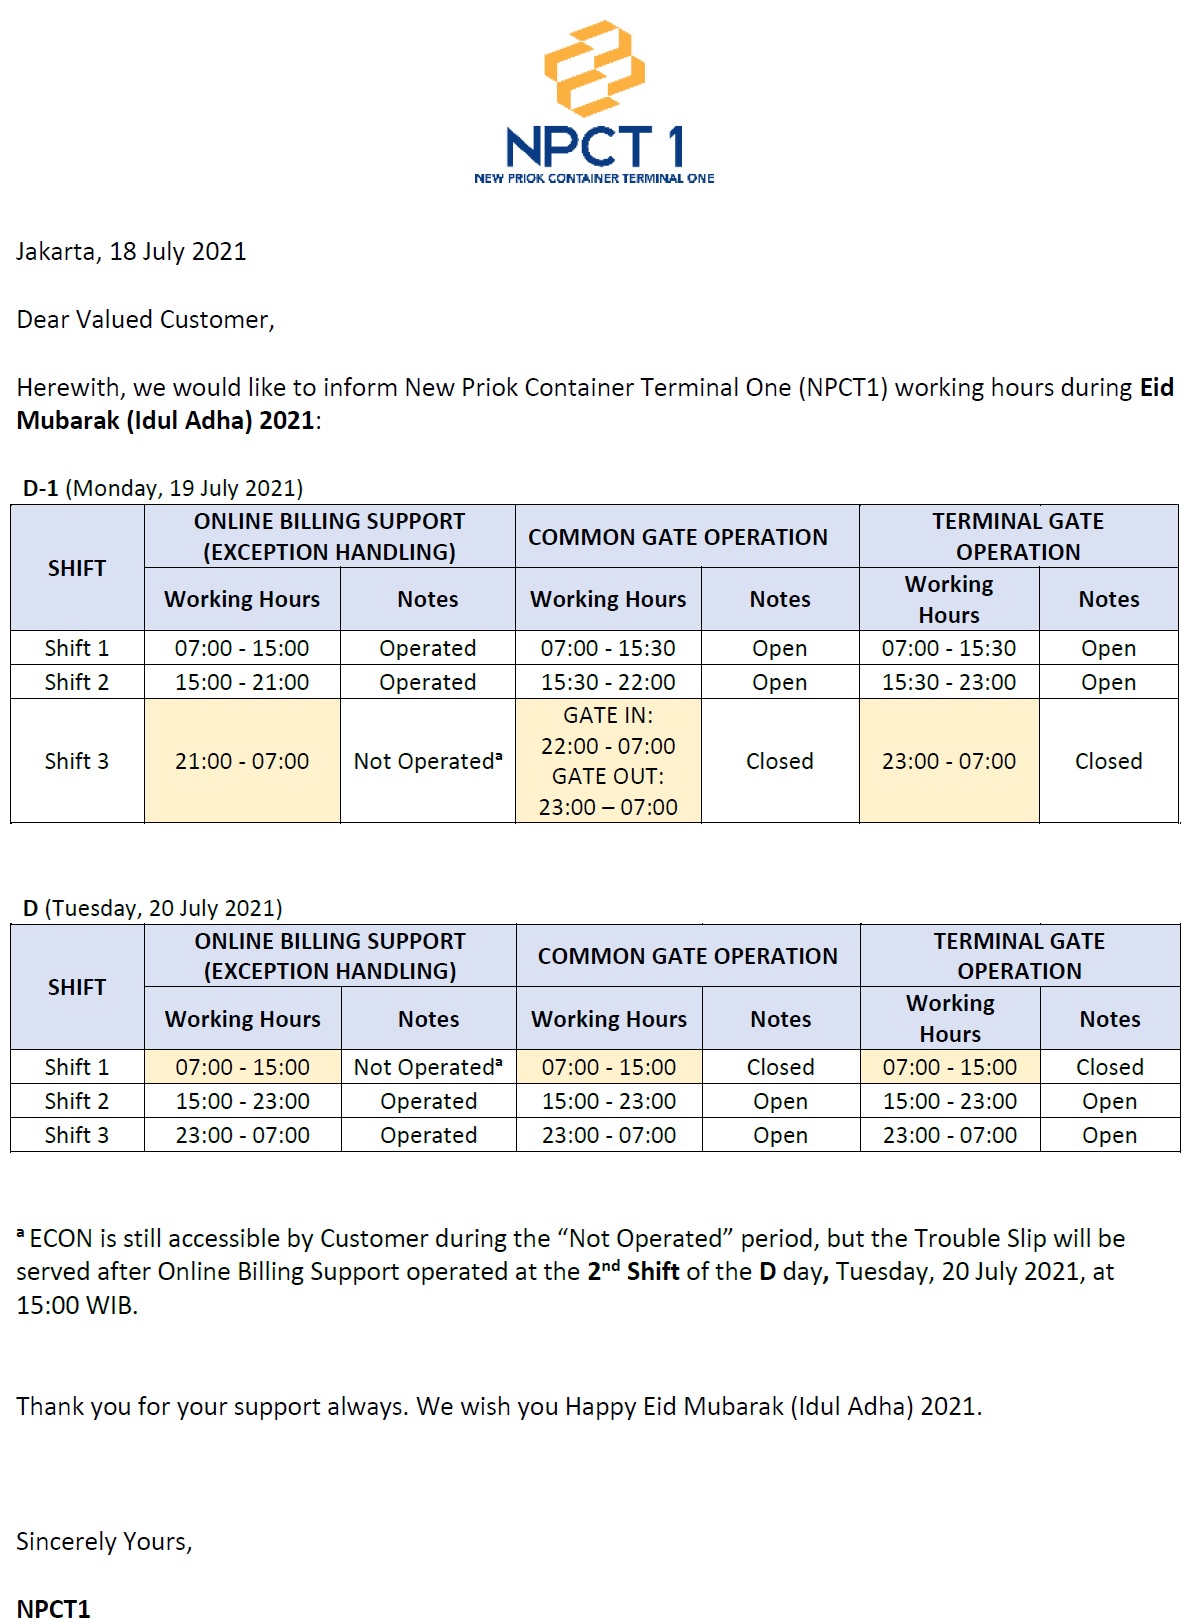 NPCT 1
NEW PRIOK CONTAINER TERMINAL ONE
Jakarta, 18 July 2021
Dear Valued Customer,
Herewith, we would like to inform New Priok Container Terminal One (NPCT1) working hours during Eid
Mubarak (Idul Adha) 2021:
D-1 (Monday, 19 July 2021)
SHIFT
ONLINE BILLING SUPPORT
(EXCEPTION HANDLING)
COMMON GATE OPERATION
TERMINAL GATE
OPERATION
Working Hours
Notes
Working Hours
Notes
Working
Hours
Notes
Shift 1 07:00 - 15:00 Operated 07:00 - 15:30 Open 07:00 - 15:30 Open
Shift 2 15:00 - 21:00 Operated 15:30 - 22:00 Open 15:30 - 23:00 Open
Shift 3
21:00 - 07:00
Not Operatedª
GATE IN:
22:00 - 07:00
GATE OUT:
23:00 – 07:00
Closed
23:00 - 07:00
Closed
D (Tuesday, 20 July 2021)
SHIFT
ONLINE BILLING SUPPORT
(EXCEPTION HANDLING)
COMMON GATE OPERATION
TERMINAL GATE
OPERATION
Working Hours
Notes
Working Hours
Notes
Working
Hours
Notes
Shift 1 07:00 - 15:00 Not Operatedª 07:00 - 15:00 Closed 07:00 - 15:00 Closed
Shift 2 15:00 - 23:00 Operated 15:00 - 23:00 Open 15:00 - 23:00 Open
Shift 3 23:00 - 07:00 Operated 23:00 - 07:00 Open 23:00 - 07:00 Open
ª ECON is still accessible by Customer during the “Not Operated” period, but the Trouble Slip will be
served after Online Billing Support operated at the 2nd Shift of the D day, Tuesday, 20 July 2021, at
15:00 WIB.
Thank you for your support always. We wish you Happy Eid Mubarak (Idul Adha) 2021.
Sincerely Yours,
NPCT1